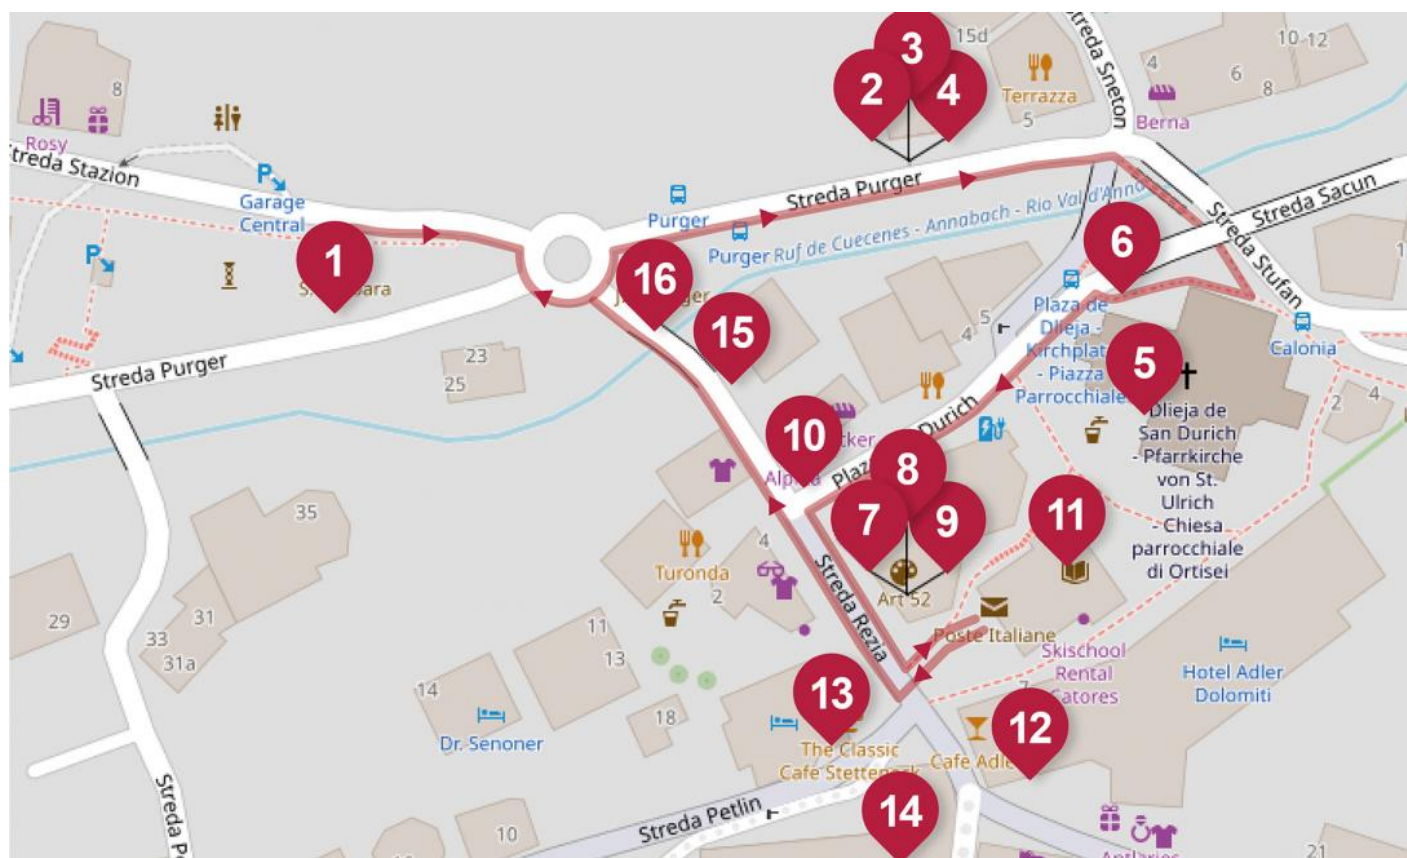 3
15d
10-12
4
6
8
2
4
Terrazza
5
Streda Sneton
Berna
8
Rosy
Streda Stazion
P
Garage
Central
Purger
Streda Purger
Purger
Ruf de Cuecenes - Annabach - Rio Val d'Anna
Streda Sacun
Streda Stufan
6
1
P
16
15
Plaza de
Dlieja -
Kirchplat
- Piazza
Parrocchiale
5
4
5
Calonia
Streda Purger
23
25
2
4
Dlieja de
San Durich
- Pfarrkirche
von St.
Ulrich
- Chiesa
parrocchiale
di Ortisei
10
Plaz
Durich
8
7
9
11
35
Turonda
4
2
Streda Rezia
Art 52
Poste Italiane
29
31
33
31a
11
13
Skischool
Rental
Catores
Hotel Adler
Dolomiti
7
14
18
Dr. Senoner
13
12
The Classic
Cafe Stetteneck
Cafe Adle
14
Streda Petlin
10
21